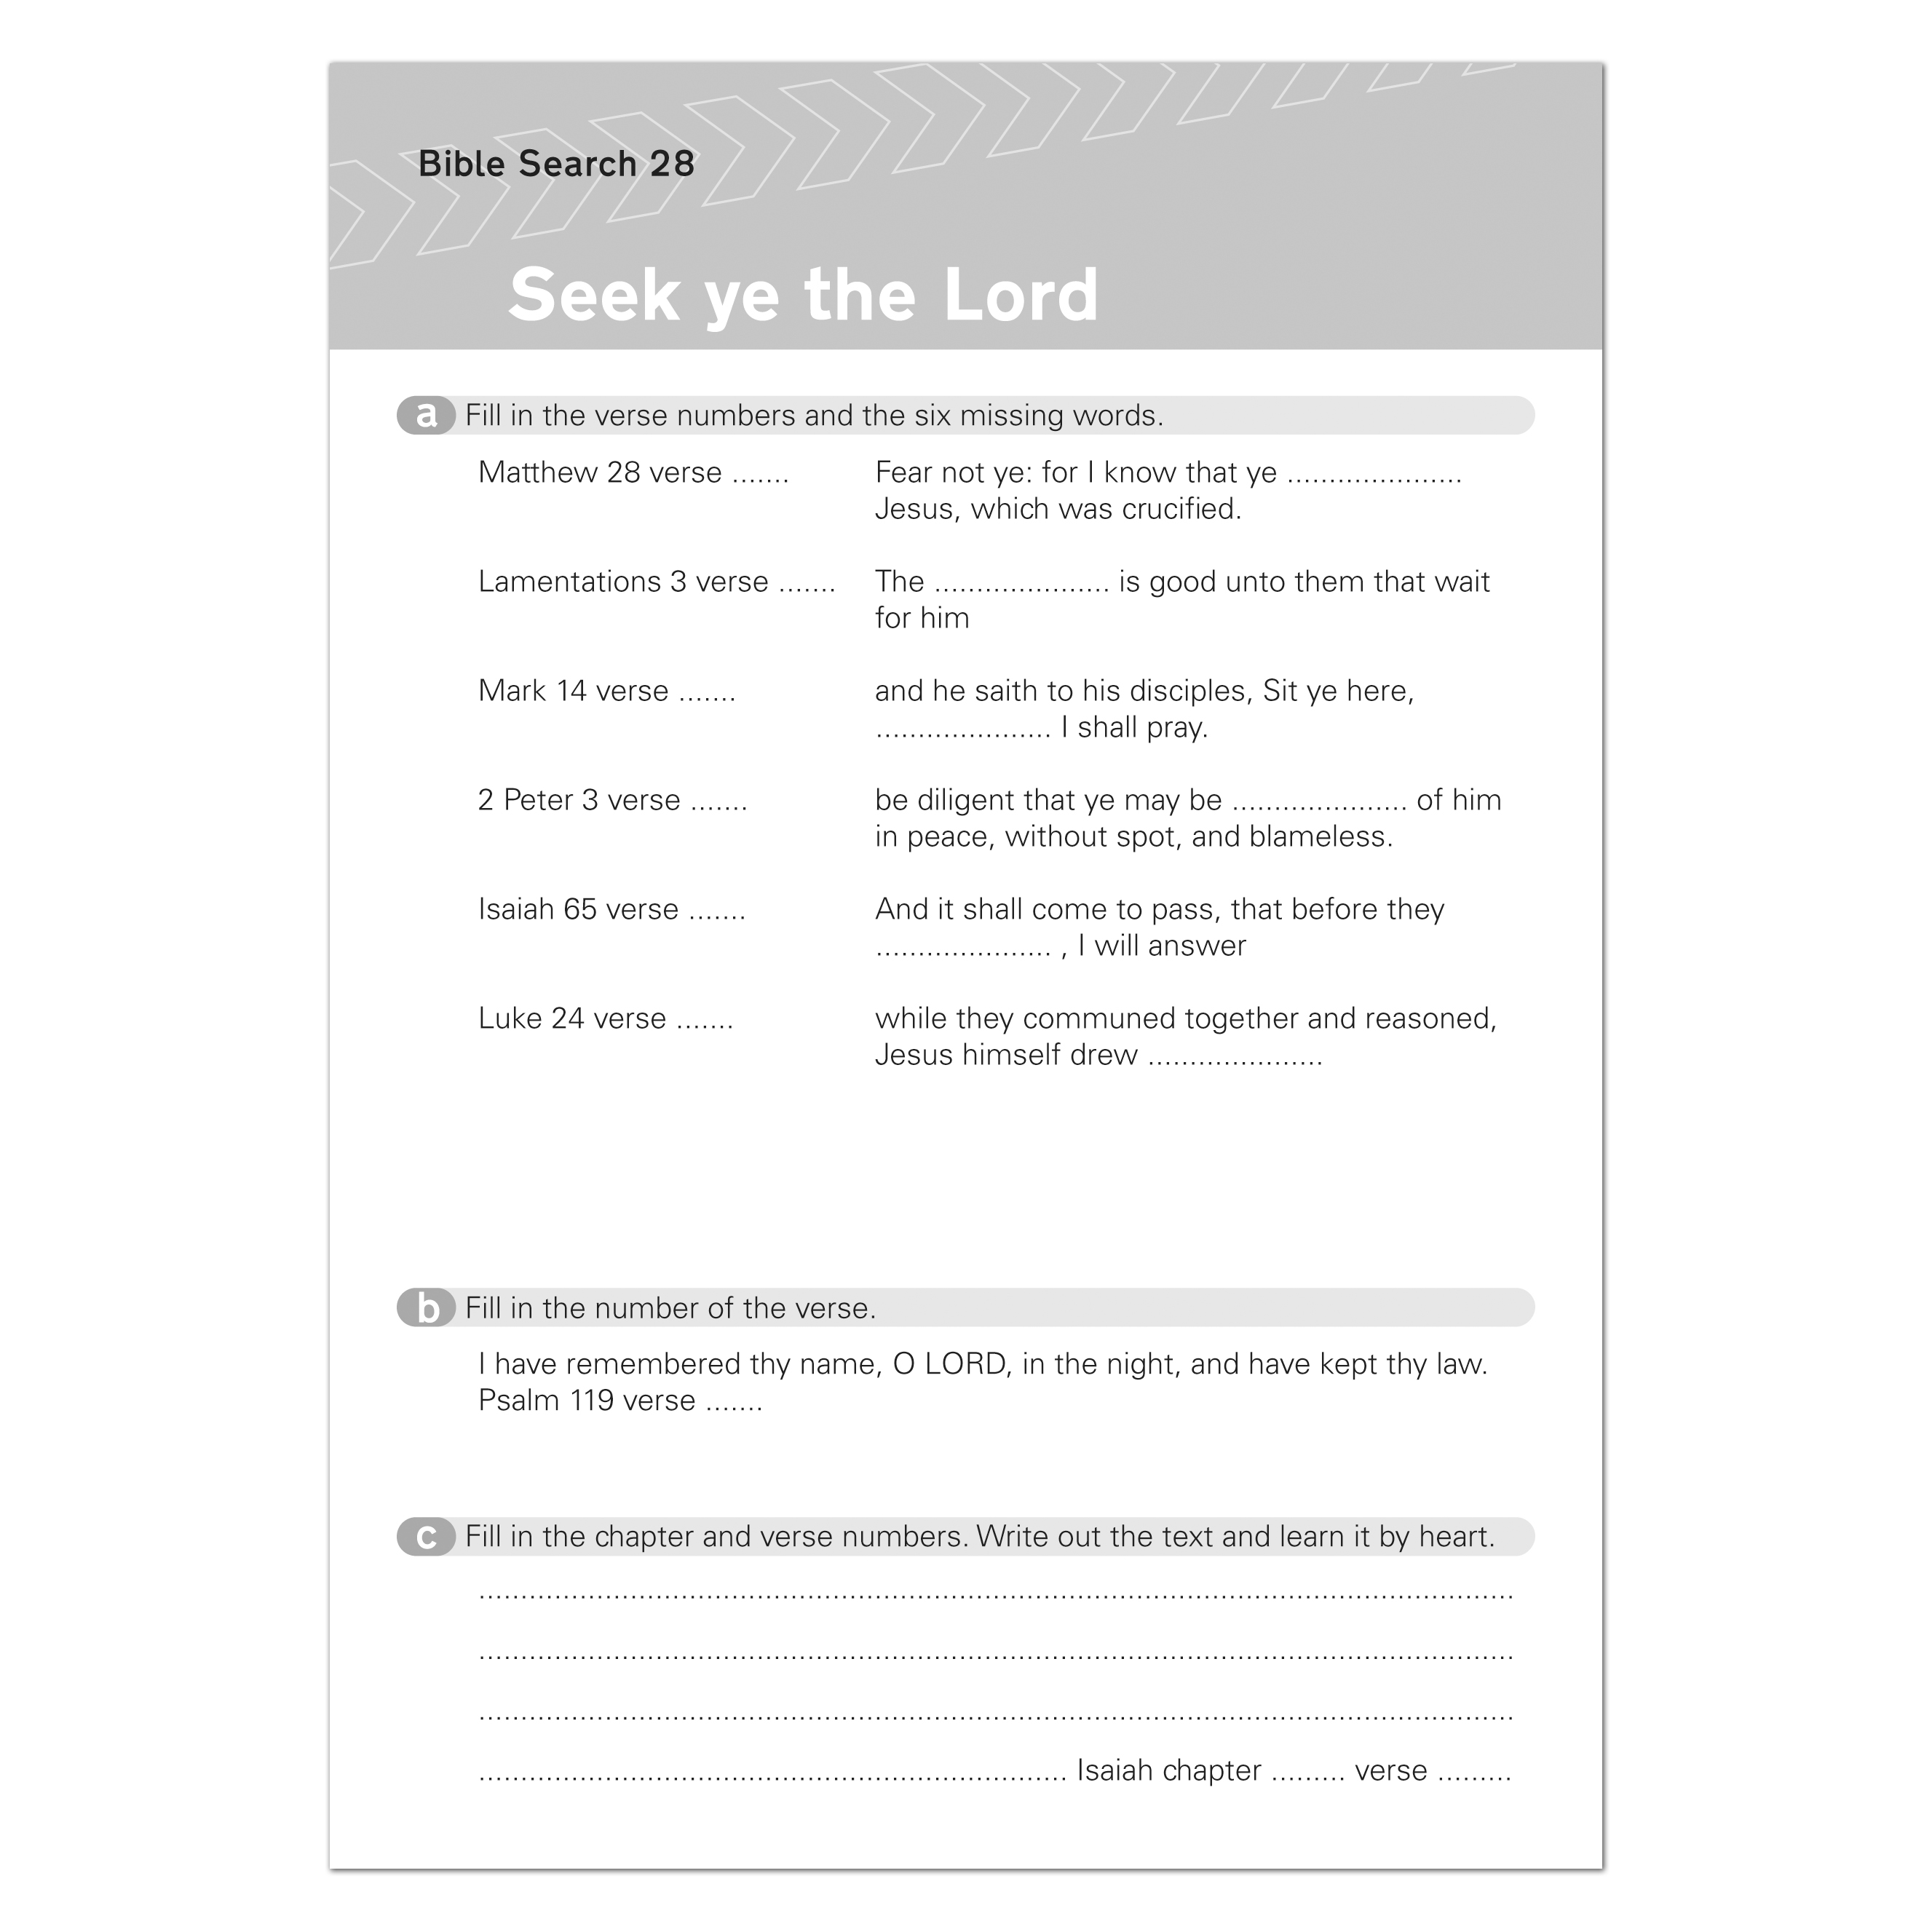 Bible Search 28
Seek ye the Lord
a Fill in the verse numbers and the six missing words.
Matthew 28 verse ....... Fear not ye: for I know that ye .....................
Jesus, which was crucified.
Lamentations 3 verse ....... The ..................... is good unto them that wait
for him
Mark 14 verse ....... and he saith to his disciples, Sit ye here,
..................... I shall pray.
2 Peter 3 verse ....... be diligent that ye may be ..................... of him
in peace, without spot, and blameless.
Isaiah 65 verse ....... And it shall come to pass, that before they
..................... , I will answer
Luke 24 verse ....... while they communed together and reasoned,
Jesus himself drew .....................
b Fill in the number of the verse.
I have remembered thy name, O LORD, in the night, and have kept thy law.
Psalm 119 verse .......
c Fill in the chapter and verse numbers. Write out the text and learn it by heart.
............................................................................................................................
............................................................................................................................
............................................................................................................................
...................................................................... Isaiah chapter ......... verse .........